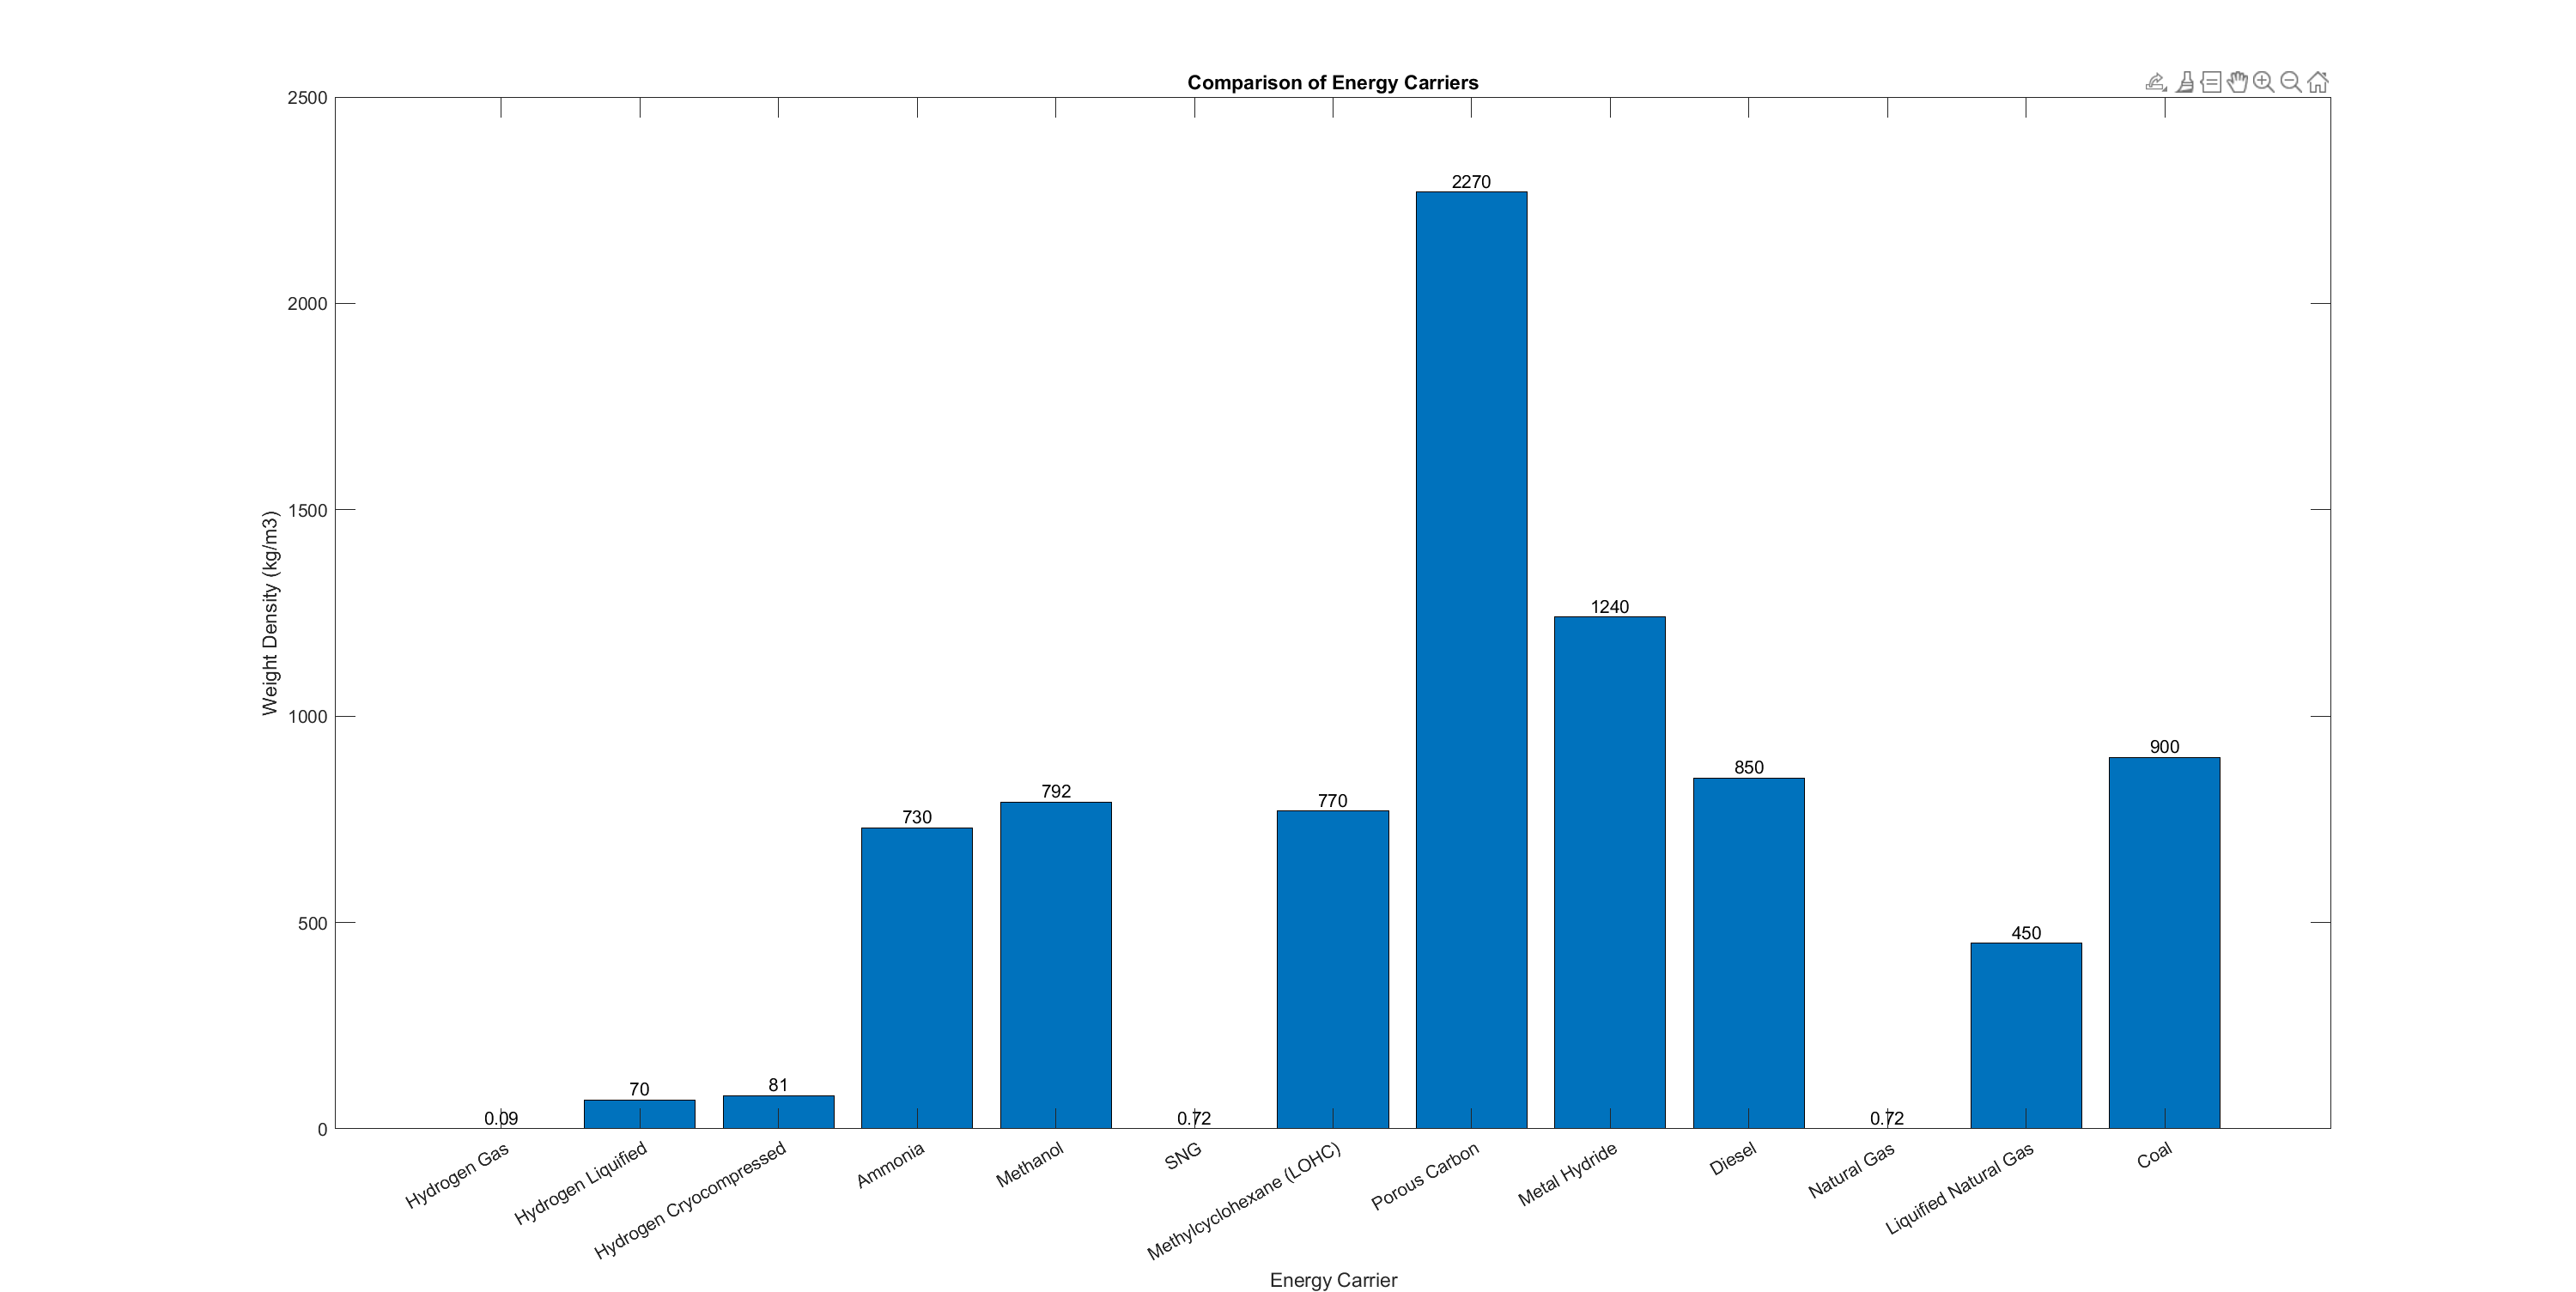 Comparison of Energy Carriers
2500
2000
1500
1000
500
0
Weight Density (kg/m3)
0.09
70
81
730
792
0.72
770
2270
1240
850
0.72
450
900
Hydrogen Gas
Hydrogen Liquified
Hydrogen Cryocompressed
Ammonia
Methanol
SNG
Methylcyclohexane (LOHC)
Porous Carbon
Metal Hydride
Diesel
Natural Gas
Liquified Natural Gas
Coal
Energy Carrier